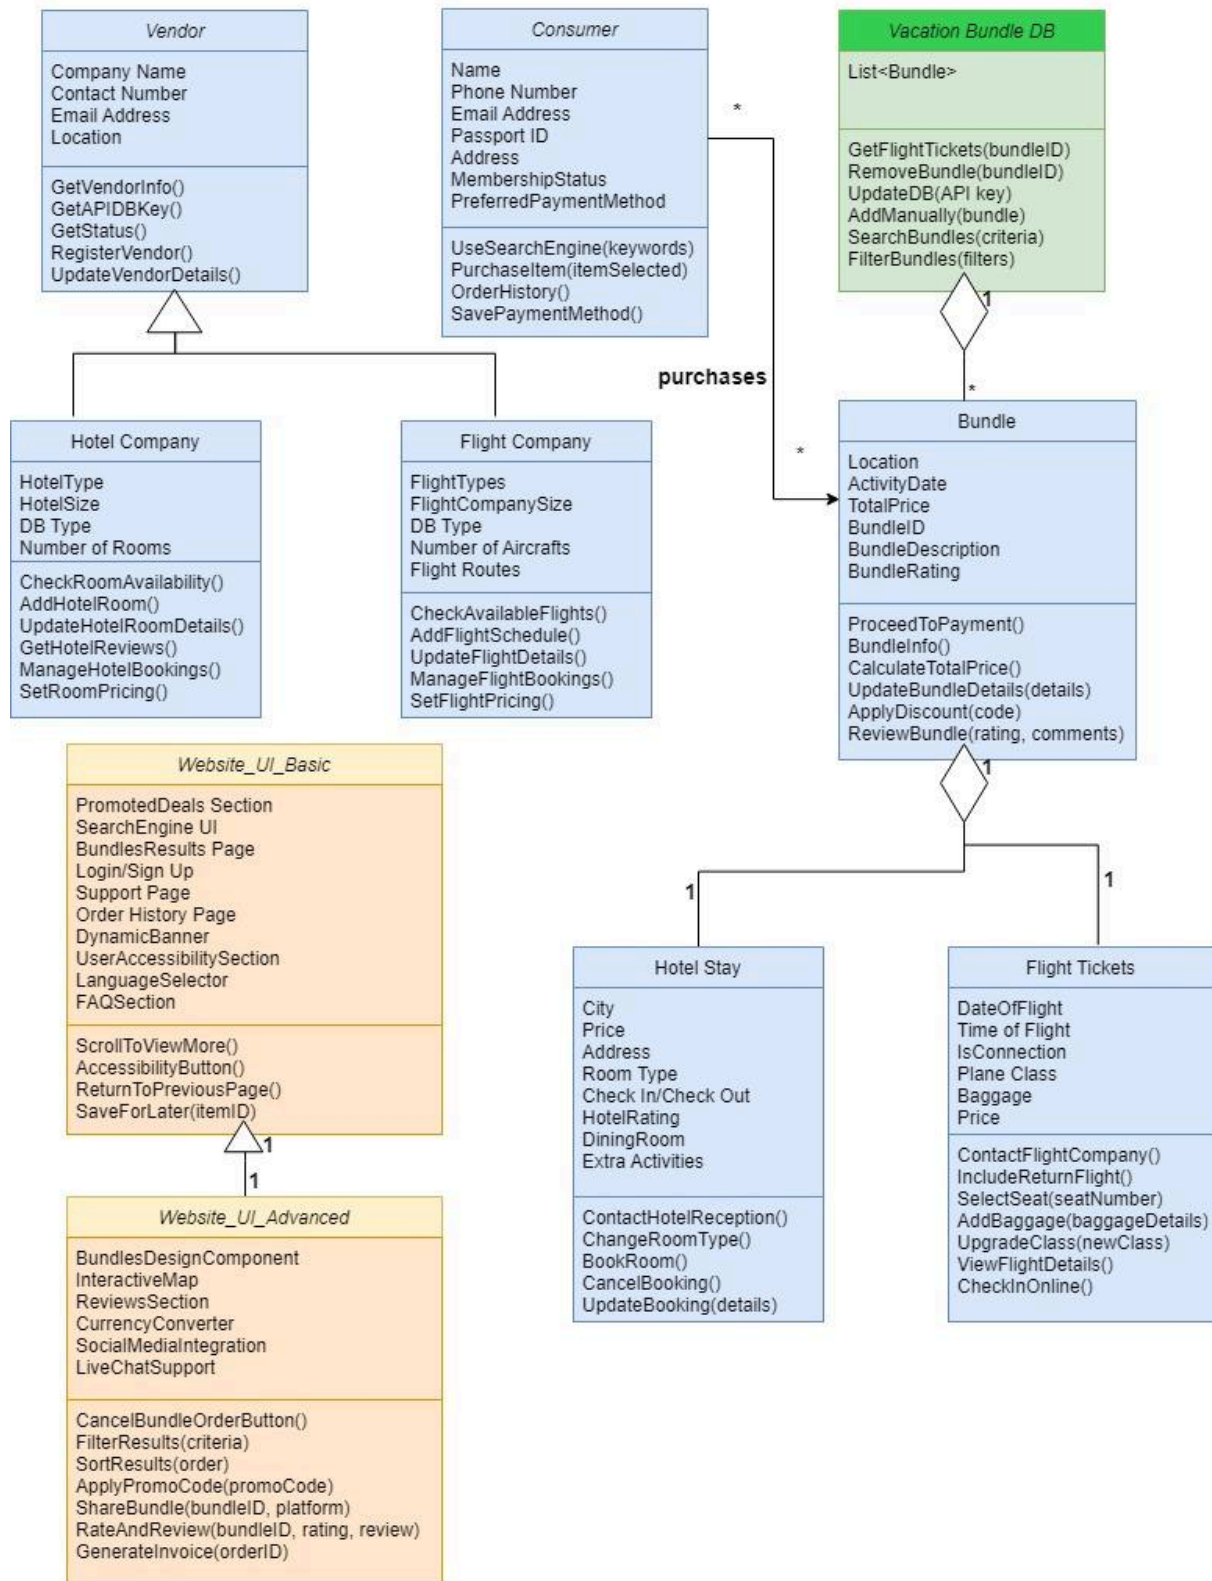 Vendor
Company Name
Contact Number
Email Address
Location
GetVendorInfo()
GetAPIDBKey()
GetStatus()
RegisterVendor()
UpdateVendorDetails()
Consumer
Name
Phone Number
Email Address
Passport ID
Address
MembershipStatus
PreferredPaymentMethod
UseSearchEngine(keywords)
PurchaseItem(itemSelected)
OrderHistory()
SavePaymentMethod()
Vacation Bundle DB
List<Bundle>
GetFlightTickets(bundleID)
RemoveBundle(bundleID)
UpdateDB(API key)
AddManually(bundle)
SearchBundles(criteria)
FilterBundles(filters)
*
1
purchases
*
*
Hotel Company
HotelType
HotelSize
DB Type
Number of Rooms
CheckRoomAvailability()
AddHotelRoom()
UpdateHotelRoomDetails()
GetHotelReviews()
ManageHotelBookings()
SetRoomPricing()
Flight Company
FlightTypes
FlightCompanySize
DB Type
Number of Aircrafts
Flight Routes
CheckAvailableFlights()
AddFlightSchedule()
UpdateFlightDetails()
ManageFlightBookings()
SetFlightPricing()
Bundle
Location
ActivityDate
TotalPrice
BundleID
BundleDescription
BundleRating
ProceedToPayment()
BundleInfo()
CalculateTotalPrice()
UpdateBundleDetails(details)
ApplyDiscount(code)
ReviewBundle(rating, comments)
1
1
1
Website_UI_Basic
PromotedDeals Section
SearchEngine UI
BundlesResults Page
Login/Sign Up
Support Page
Order History Page
DynamicBanner
UserAccessibilitySection
LanguageSelector
FAQSection
ScrollToViewMore()
AccessibilityButton()
ReturnToPreviousPage()
SaveForLater(itemID)
1
1
Website_UI_Advanced
BundlesDesignComponent
InteractiveMap
ReviewsSection
CurrencyConverter
SocialMediaIntegration
LiveChatSupport
CancelBundleOrderButton()
FilterResults(criteria)
SortResults(order)
ApplyPromoCode(promoCode)
ShareBundle(bundleID, platform)
RateAndReview(bundleID, rating, review)
GenerateInvoice(orderID)
Hotel Stay
City
Price
Address
Room Type
Check In/Check Out
HotelRating
DiningRoom
Extra Activities
ContactHotelReception()
ChangeRoomType()
BookRoom()
CancelBooking()
UpdateBooking(details)
Flight Tickets
DateOfFlight
Time of Flight
IsConnection
Plane Class
Baggage
Price
ContactFlightCompany()
IncludeReturnFlight()
SelectSeat(seatNumber)
AddBaggage(baggageDetails)
UpgradeClass(newClass)
ViewFlightDetails()
CheckInOnline()